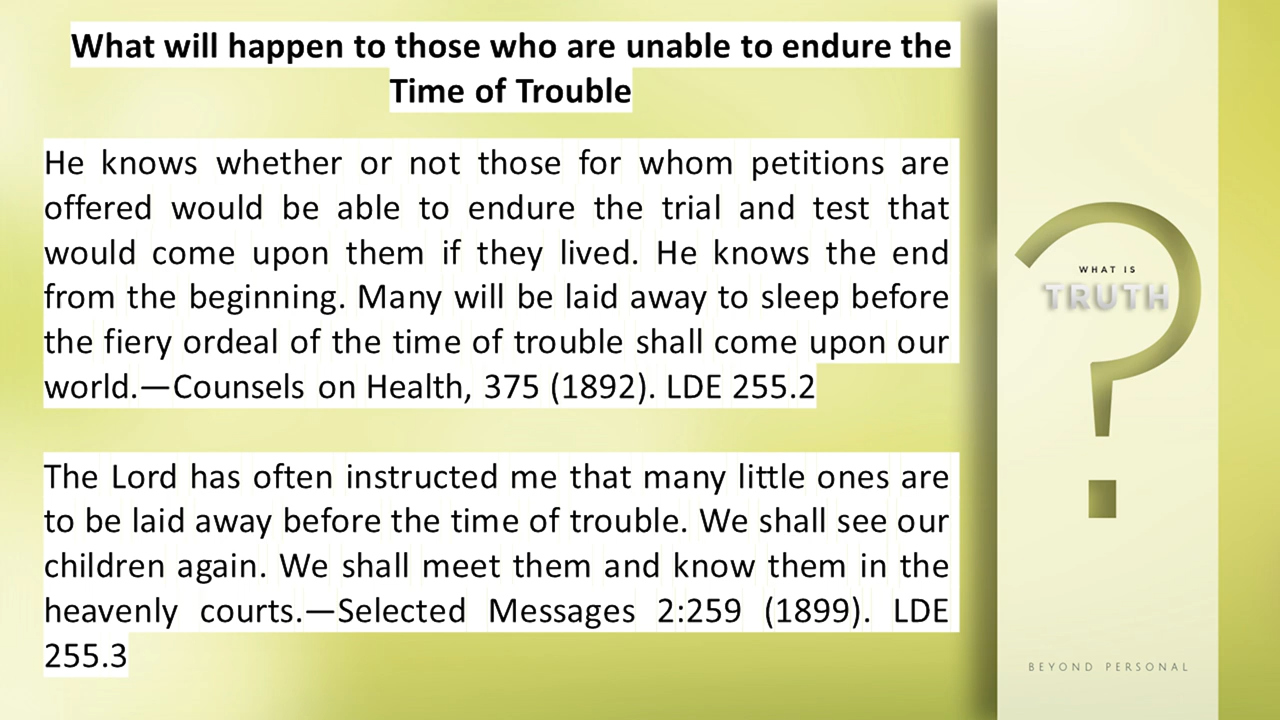 What will happen to those who are unable to endure the
Time of Trouble
He knows whether or not those for whom petitions are
offered would be able to endure the trial and test that
would come upon them if they lived. He knows the end
from the beginning. Many will be laid away to sleep before
the fiery ordeal of the time of trouble shall come upon our
world.—Counsels on Health, 375 (1892). LDE 255.2
The Lord has often instructed me that many little ones are
to be laid away before the time of trouble. We shall see our
children again. We shall meet them and know them in the
heavenly courts.—Selected Messages 2:259 (1899). LDE
255.3
WHAT IS
TRUTH
BEYOND PERSONAL